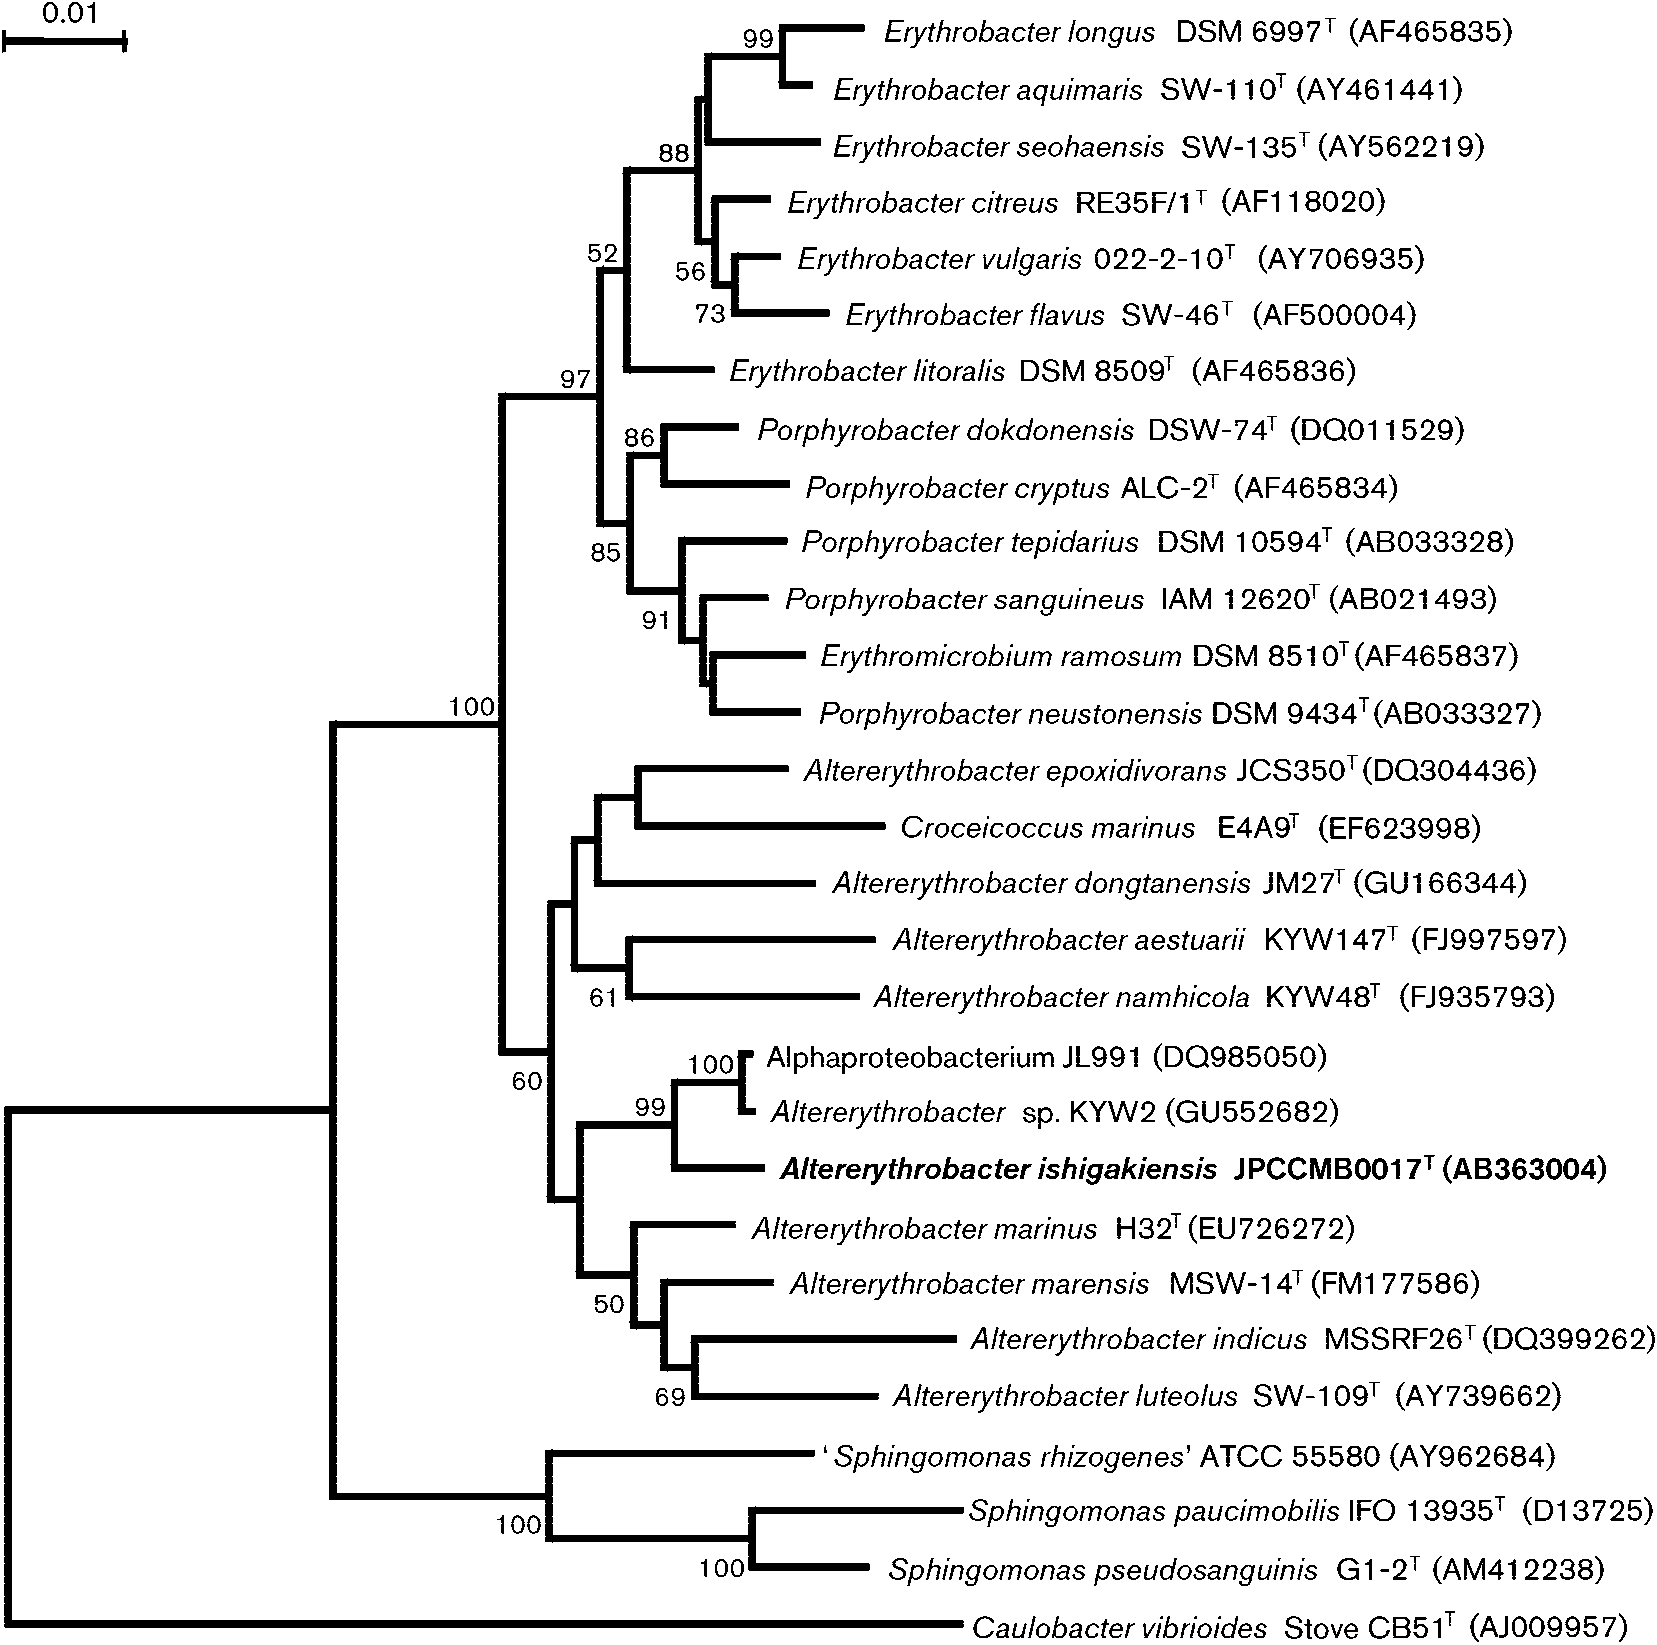 0.01
99
Erythrobacter longus DSM 6997T (AF465835)
Erythrobacter aquimaris SW-110T (AY461441)
88
Erythrobacter seohaensis SW-135T (AY562219)
Erythrobacter citreus RE35F/1T (AF118020)
52
56
Erythrobacter vulgaris 022-2-10T (AY706935)
73
Erythrobacter flavus SW-46T (AF500004)
97
Erythrobacter litoralis DSM 8509T (AF465836)
86
Porphyrobacter dokdonensis DSW-74T (DQ011529)
Porphyrobacter cryptus ALC-2T (AF465834)
85
Porphyrobacter tepidarius DSM 10594T (AB033328)
91
Porphyrobacter sanguineus IAM 12620T (AB021493)
Erythromicrobium ramosum DSM 8510T (AF465837)
100
Porphyrobacter neustonensis DSM 9434T (AB033327)
Altererythrobacter epoxidivorans JCS350T (DQ304436)
Croceicoccus marinus E4A9T (EF623998)
Altererythrobacter dongtanensis JM27T (GU166344)
Altererythrobacter aestuarii KYW147T (FJ997597)
61
Altererythrobacter namhicola KYW48T (FJ935793)
100
Alphaproteobacterium JL991 (DQ985050)
60
99
Altererythrobacter sp. KYW2 (GU552682)
Altererythrobacter ishigakiensis JPCCMB0017T (AB363004)
Altererythrobacter marinus H32T (EU726272)
50
Altererythrobacter marensis MSW-14T (FM177586)
Altererythrobacter indicus MSSRF26T (DQ399262)
69
Altererythrobacter luteolus SW-109T (AY739662)
'Sphingomonas rhizogenes' ATCC 55580 (AY962684)
100
Sphingomonas paucimobilis IFO 13935T (D13725)
100
Sphingomonas pseudosanguinis G1-2T (AM412238)
Caulobacter vibrioides Stove CB51T (AJ009957)